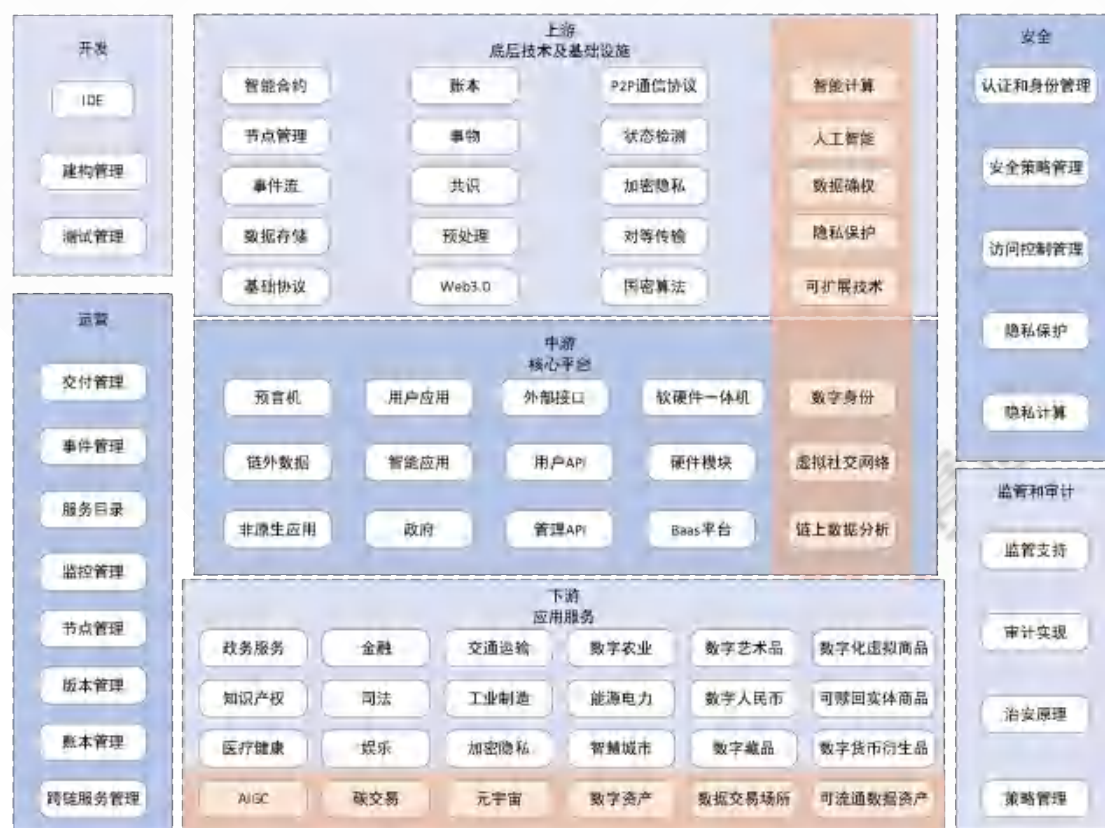 开发
IDE
建构管理
测试管理
运营
交付管理
事件管理
服务目录
监控管理
节点管理
版本管理
账本管理
跨链服务管理
上游
底层技术及基础设施
智能合约 账本 P2P通信协议 智能计算
节点管理 事物 状态检测 人工智能
事件流 共识 加密隐私 数据确权
数据存储 预处理 对等传输 隐私保护
基础协议 Web3.0 国密算法 可扩展技术
中游
核心平台
预言机 用户应用 外部接口 软硬件一体机 数字身份
链外数据 智能应用 用户API 硬件模块 虚拟社交网络
非原生应用 政府 管理API Baas平台 链上数据分析
下游
应用服务
政务服务 金融 交通运输 数字农业 数字艺术品 数字化虚拟商品
知识产权 司法 工业制造 能源电力 数字人民币 可赎回实体商品
医疗健康 娱乐 加密隐私 智慧城市 数字藏品 数字货币衍生品
AIGC 碳交易 元宇宙 数字资产 数据交易场所 可流通数据资产
安全
认证和身份管理
安全策略管理
访问控制管理
隐私保护
隐私计算
监管和审计
监管支持
审计实现
治安原理
策略管理